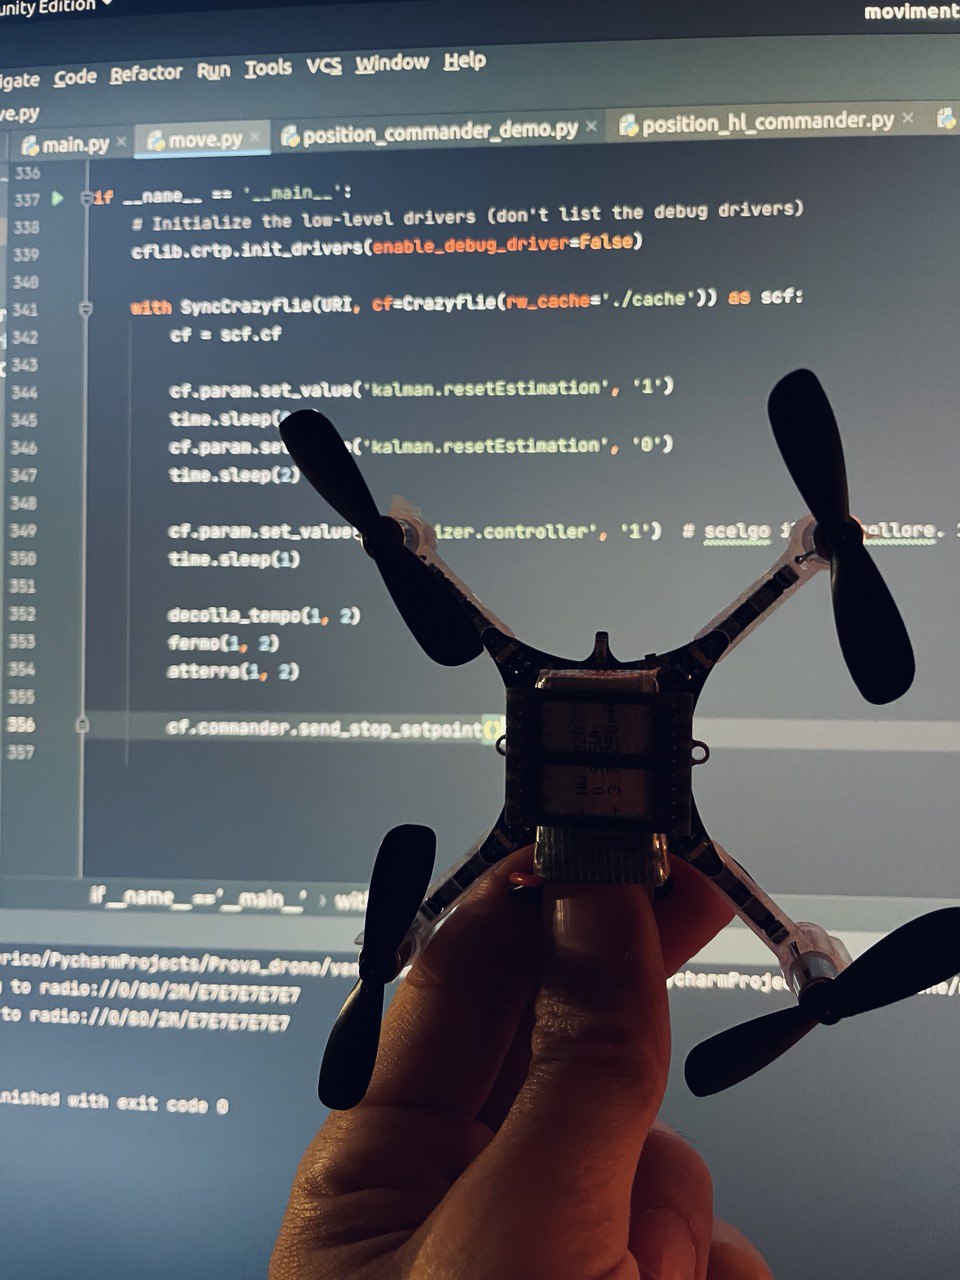 unity Edition
moviment
igate Code Refactor Run Tools VCS Window Help
ve.py
main.py × move.py × position_commander_demo.py × position_hl_commander.py ×
336
337 if __name__ == '__main__':
338 # Initialize the low-level drivers (don't list the debug drivers)
339 cflib.crtp.init_drivers(enable_debug_driver=False)
340
341 with SyncCrazyflie(URI, cf=Crazyflie(rw_cache='./cache')) as scf:
342 cf = scf.cf
343
344 cf.param.set_value('kalman.resetEstimation', '1')
345 time.sleep(
346 cf.param.se 'kalman.resetEstimation', '0')
347 time.sleep(2)
348
349 cf.param.set_value izer.controller', '1') # scelgo i ollore.
350 time.sleep(1)
351
352 decolla_tempo(1, 2)
353 fermo(1, 2)
354 atterra(1, 2)
355
356 cf.commander.send_stop_setpoint(
357
if __name__ == '__main__' › wit
erico/PycharmProjects/Prova_drone/ve ycharmProje
to radio://0/80/2M/E7E7E7E7E7
to radio://0/80/2M/E7E7E7E7E7
nished with exit code 0